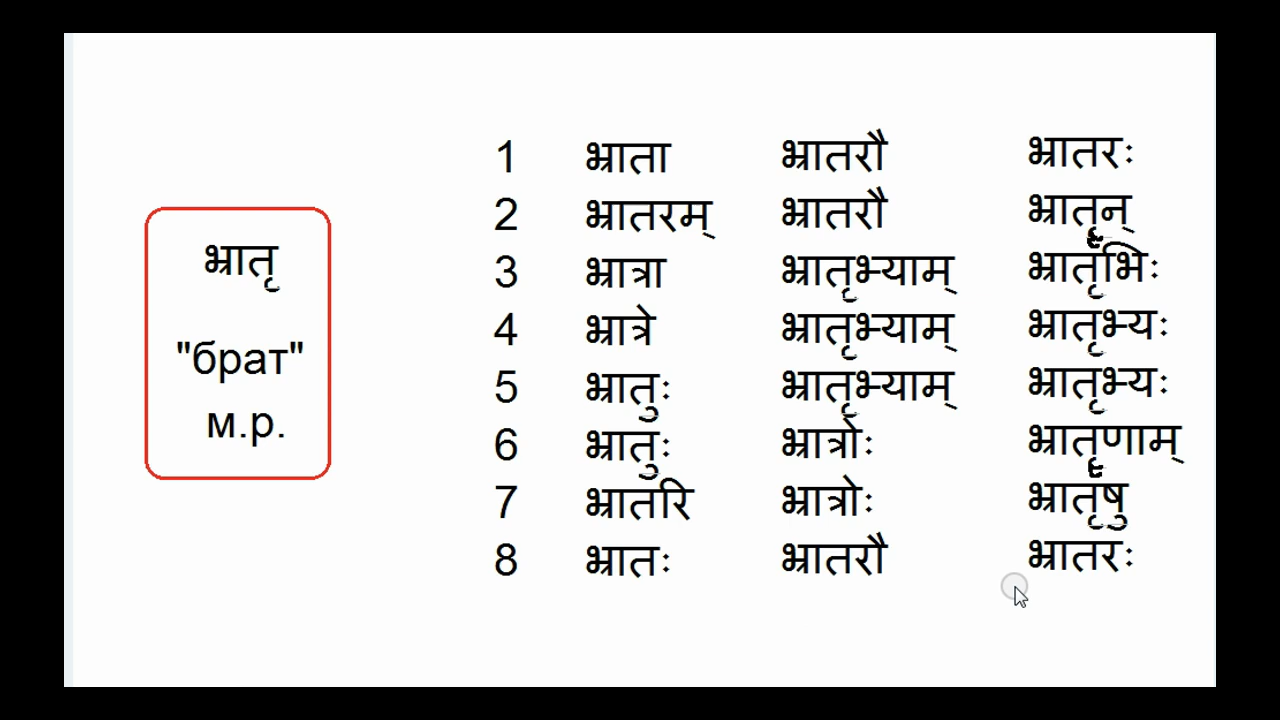 भ्रातृ
"брат"
м.р.
1 भ्राता भ्रातरौ भ्रातरः
2 भ्रातरम् भ्रातरौ भ्रातॄन्
3 भ्रात्रा भ्रातृभ्याम् भ्रातृभिः
4 भ्रात्रे भ्रातृभ्याम् भ्रातृभ्यः
5 भ्रातुः भ्रातृभ्याम् भ्रातृभ्यः
6 भ्रातुः भ्रात्रोः भ्रातॄणाम्
7 भ्रातरि भ्रात्रोः भ्रातृषु
8 भ्रातः भ्रातरौ भ्रातरः